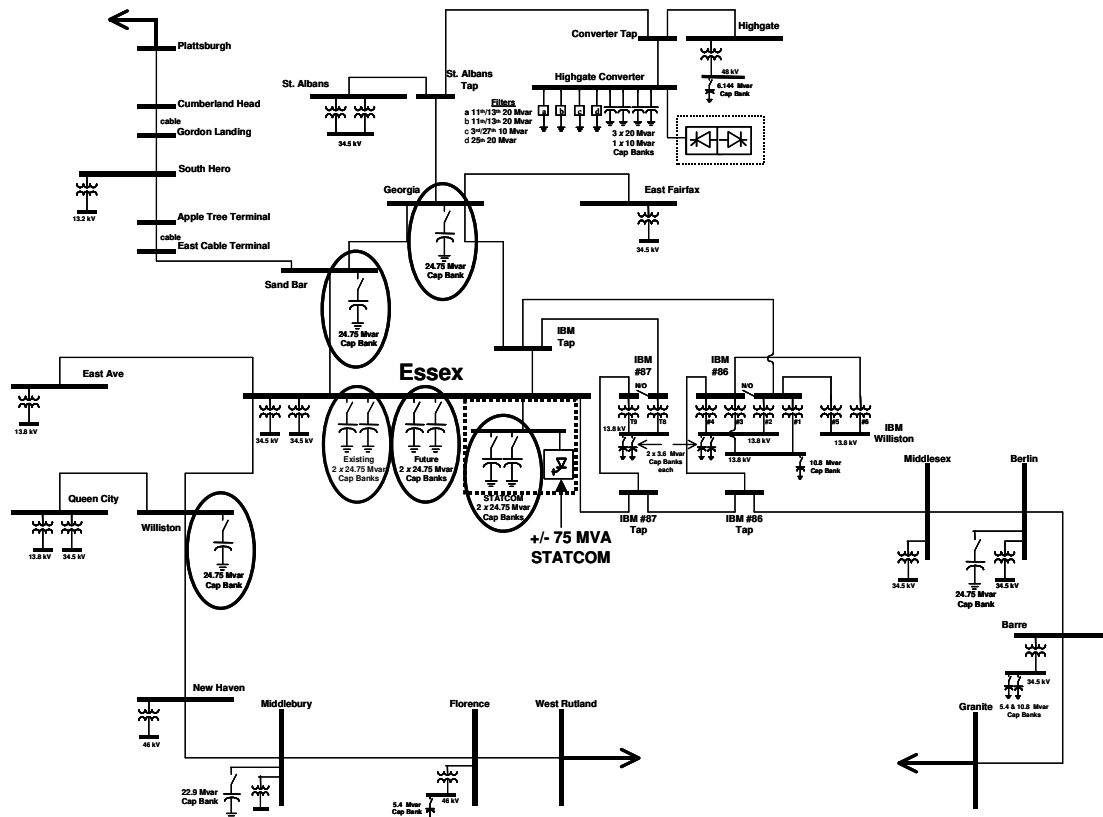 Plattsburgh
Cumberland Head
cable
Gordon Landing
South Hero
13.2 kV
Apple Tree Terminal
cable
East Cable Terminal
Sand Bar
24.75 Mvar
Cap Bank
St. Albans
34.5 kV
St. Albans
Tap
Converter Tap
Highgate
48 kV
6.144 Mvar
Cap Bank
Highgate Converter
Filters
a 11th/13th 20 Mvar
b 11th/13th 20 Mvar
c 3rd/27th 10 Mvar
d 25th 20 Mvar
a
b
c
d
3 x 20 Mvar
1 x 10 Mvar
Cap Banks
Georgia
24.75 Mvar
Cap Bank
East Fairfax
34.5 kV
IBM
Tap
Essex
East Ave
13.8 kV
34.5 kV
34.5 kV
Existing
2 x 24.75 Mvar
Cap Banks
Future
2 x 24.75 Mvar
Cap Banks
STATCOM
2 x 24.75 Mvar
Cap Banks
+/- 75 MVA
STATCOM
IBM
#87
N/O
T9
T8
13.8 kV
2 x 3.6 Mvar
Cap Banks
each
IBM
#86
N/O
#4
#3
#2
#1
#5
#6
13.8 kV
13.8 kV
13.8 kV
10.8 Mvar
Cap Bank
IBM
Williston
IBM #87
Tap
IBM #86
Tap
Middlesex
34.5 kV
Berlin
34.5 kV
24.75 Mvar
Cap Bank
Queen City
13.8 kV
34.5 kV
Williston
24.75 Mvar
Cap Bank
Barre
34.5 kV
5.4 & 10.8 Mvar
Cap Banks
Granite
New Haven
46 kV
Middlebury
22.9 Mvar
Cap Bank
Florence
46 kV
5.4 Mvar
Cap Bank
West Rutland